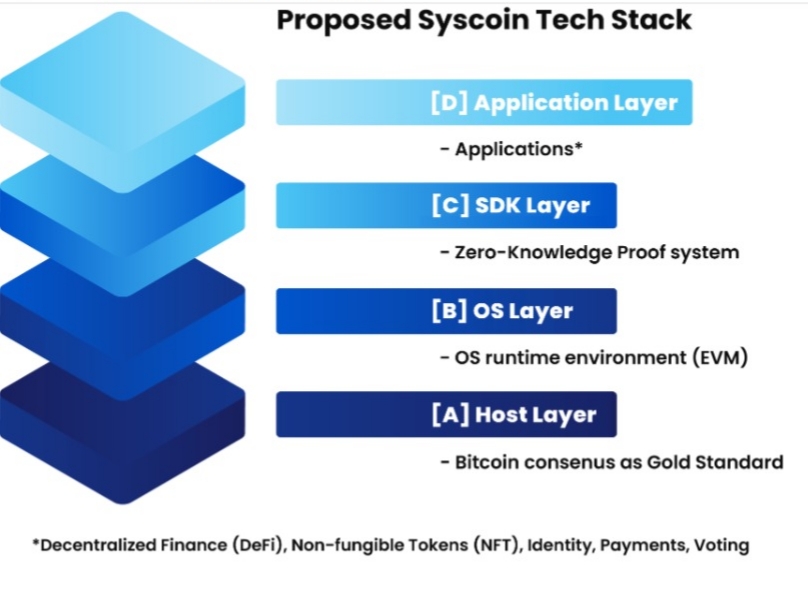 Proposed Syscoin Tech Stack
[D] Application Layer
- Applications*
[C] SDK Layer
- Zero-Knowledge Proof system
[B] OS Layer
- OS runtime environment (EVM)
[A] Host Layer
- Bitcoin consenus as Gold Standard
*Decentralized Finance (DeFi), Non-fungible Tokens (NFT), Identity, Payments, Voting